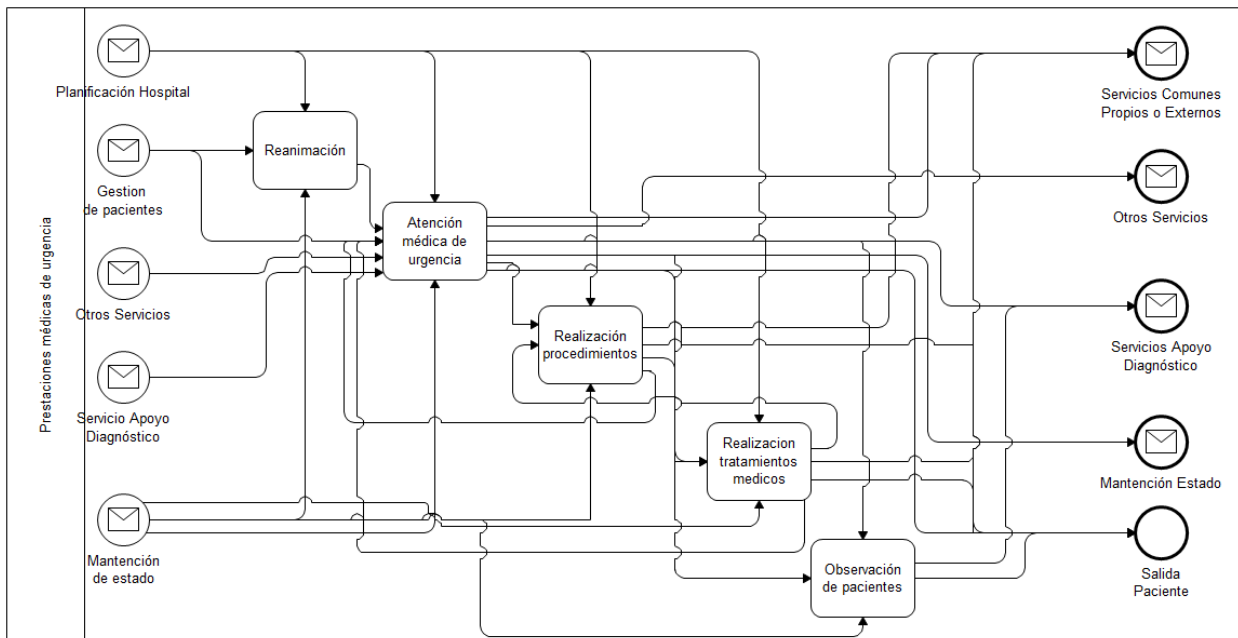 Prestaciones médicas de urgencia
Planificación Hospital
Gestion
de pacientes
Otros Servicios
Servicio Apoyo
Diagnóstico
Mantención
de estado
Reanimación
Atención
médica de
urgencia
Realización
procedimientos
Realizacion
tratamientos
medicos
Observación
de pacientes
Servicios Comunes
Propios o Externos
Otros Servicios
Servicios Apoyo
Diagnóstico
Mantención Estado
Salida
Paciente